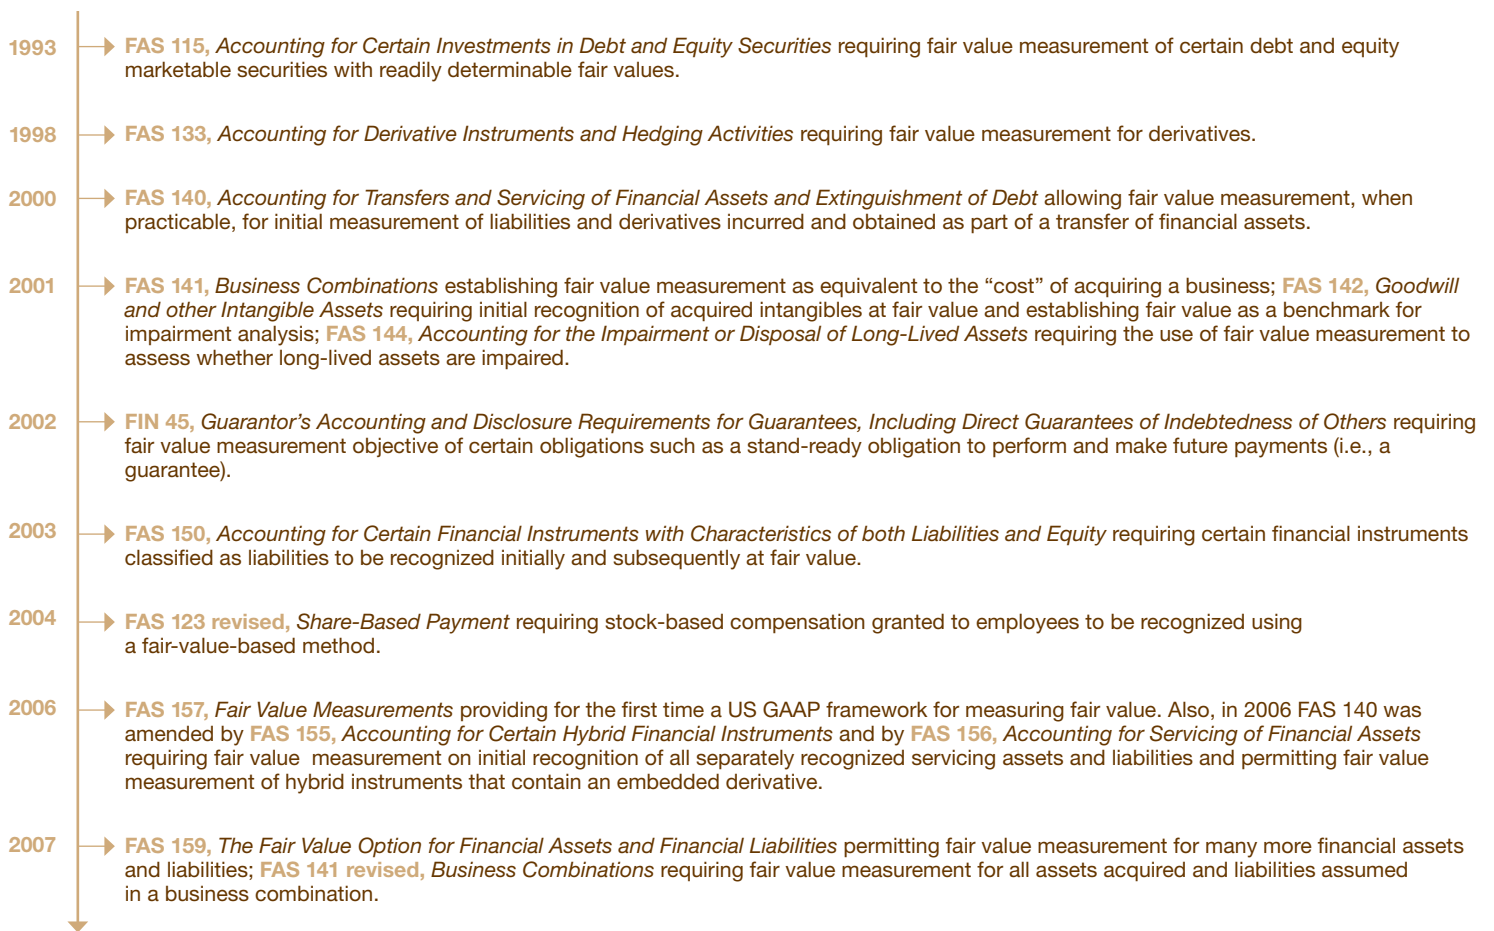 1993 FAS 115, Accounting for Certain Investments in Debt and Equity Securities requiring fair value measurement of certain debt and equity
marketable securities with readily determinable fair values.
1998 FAS 133, Accounting for Derivative Instruments and Hedging Activities requiring fair value measurement for derivatives.
2000 FAS 140, Accounting for Transfers and Servicing of Financial Assets and Extinguishment of Debt allowing fair value measurement, when
practicable, for initial measurement of liabilities and derivatives incurred and obtained as part of a transfer of financial assets.
2001 FAS 141, Business Combinations establishing fair value measurement as equivalent to the “cost” of acquiring a business; FAS 142, Goodwill
and other Intangible Assets requiring initial recognition of acquired intangibles at fair value and establishing fair value as a benchmark for
impairment analysis; FAS 144, Accounting for the Impairment or Disposal of Long-Lived Assets requiring the use of fair value measurement to
assess whether long-lived assets are impaired.
2002 FIN 45, Guarantor’s Accounting and Disclosure Requirements for Guarantees, Including Direct Guarantees of Indebtedness of Others requiring
fair value measurement objective of certain obligations such as a stand-ready obligation to perform and make future payments (i.e., a
guarantee).
2003 FAS 150, Accounting for Certain Financial Instruments with Characteristics of both Liabilities and Equity requiring certain financial instruments
classified as liabilities to be recognized initially and subsequently at fair value.
2004 FAS 123 revised, Share-Based Payment requiring stock-based compensation granted to employees to be recognized using
a fair-value-based method.
2006 FAS 157, Fair Value Measurements providing for the first time a US GAAP framework for measuring fair value. Also, in 2006 FAS 140 was
amended by FAS 155, Accounting for Certain Hybrid Financial Instruments and by FAS 156, Accounting for Servicing of Financial Assets
requiring fair value measurement on initial recognition of all separately recognized servicing assets and liabilities and permitting fair value
measurement of hybrid instruments that contain an embedded derivative.
2007 FAS 159, The Fair Value Option for Financial Assets and Financial Liabilities permitting fair value measurement for many more financial assets
and liabilities; FAS 141 revised, Business Combinations requiring fair value measurement for all assets acquired and liabilities assumed
in a business combination.